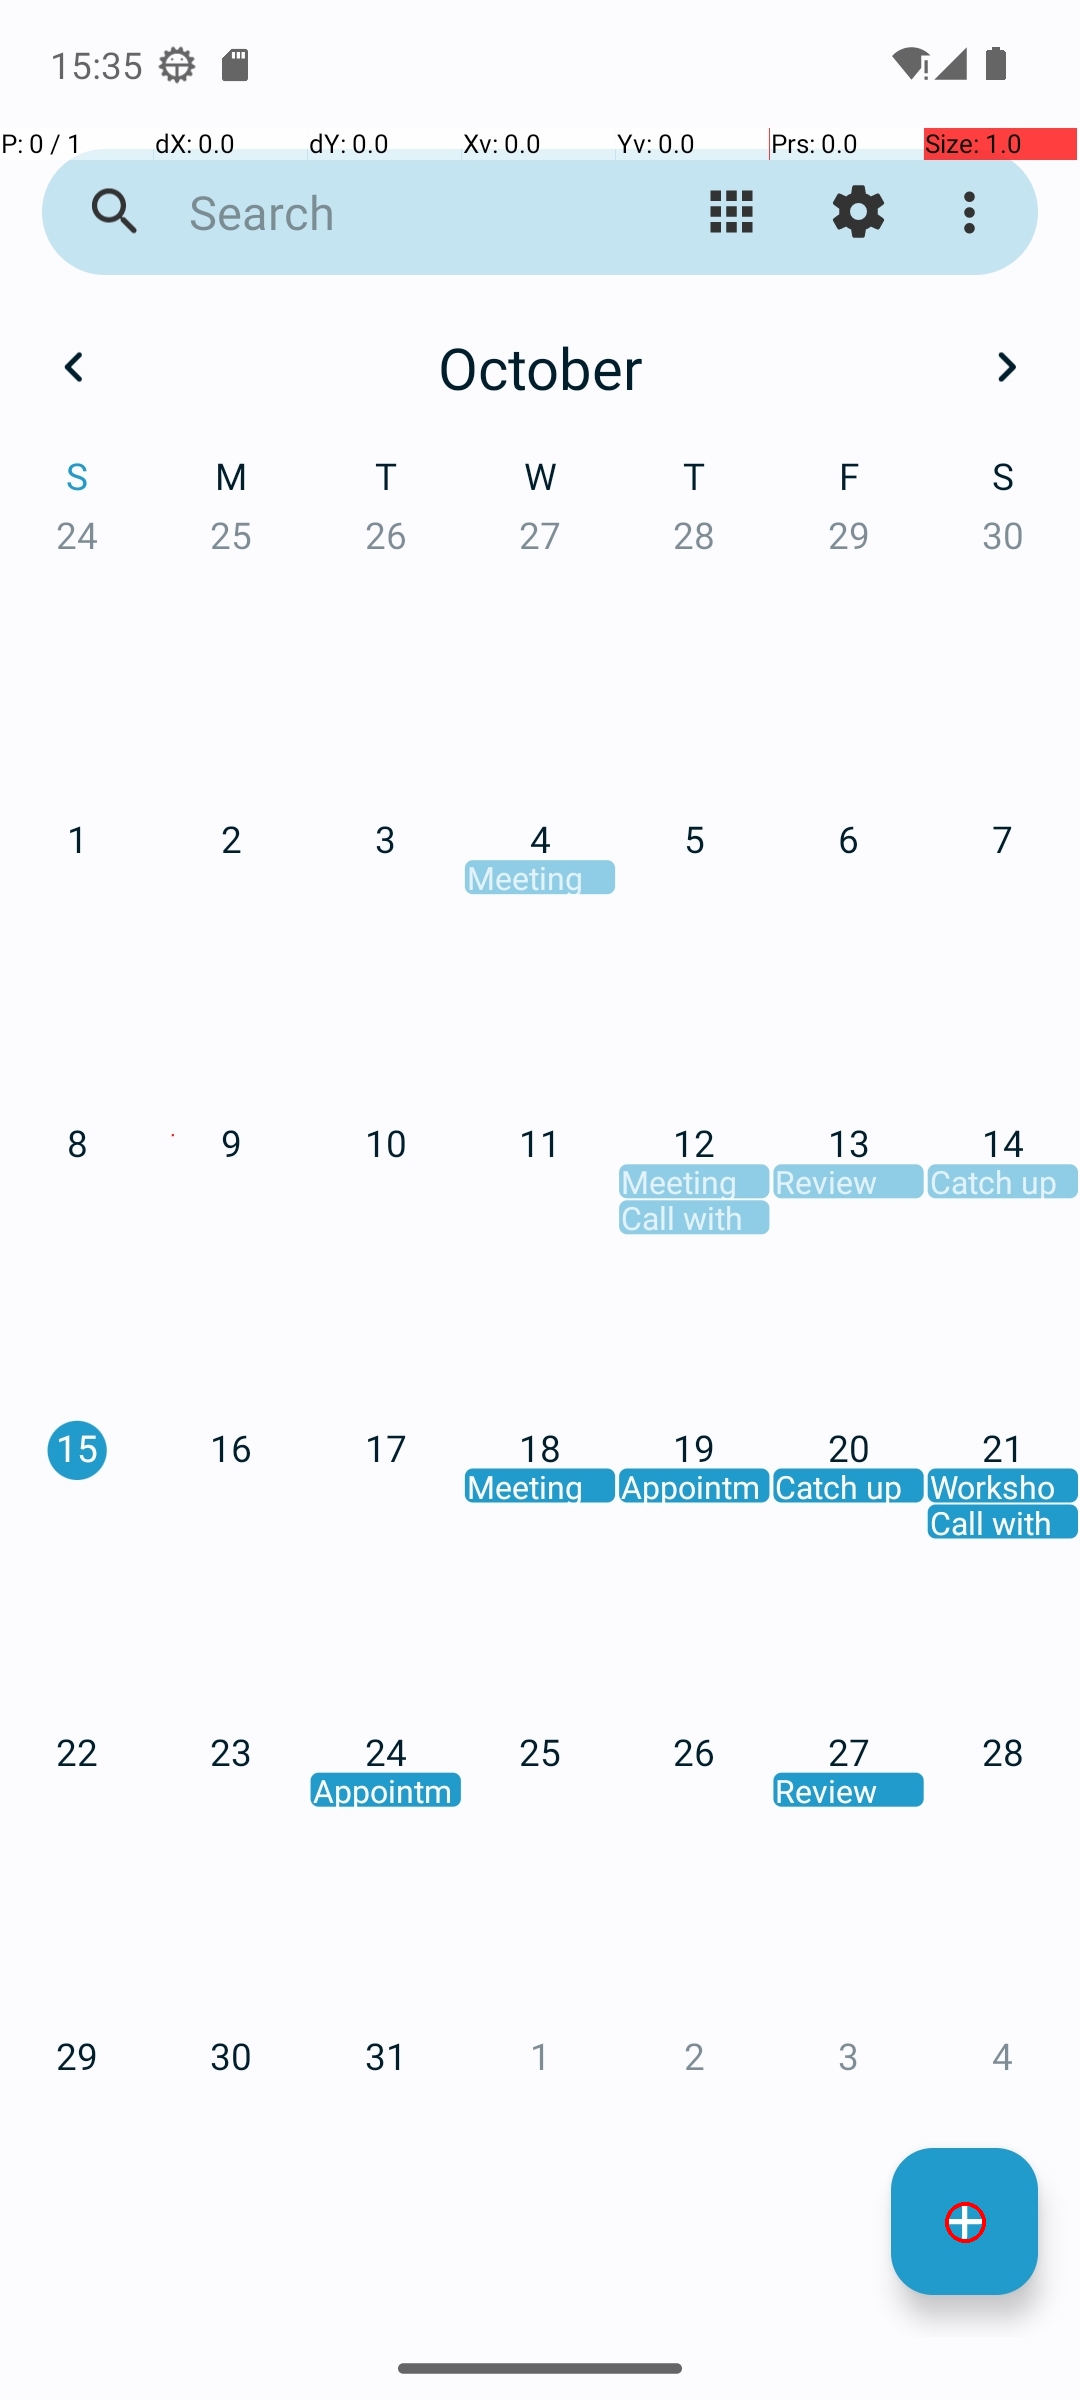 15:35
P: 0 / 1 dX: 0.0 dY: 0.0 Xv: 0.0 Yv: 0.0 Prs: 0.0 Size: 1.0
Search
October
S M T W T F S
24 25 26 27 28 29 30
1 2 3 4 5 6 7
Meeting
8 9 10 11 12 13 14
Meeting Review Catch up
Call with
15 16 17 18 19 20 21
Meeting Appointm Catch up Worksho
Call with
22 23 24 25 26 27 28
Appointm Review
29 30 31 1 2 3 4